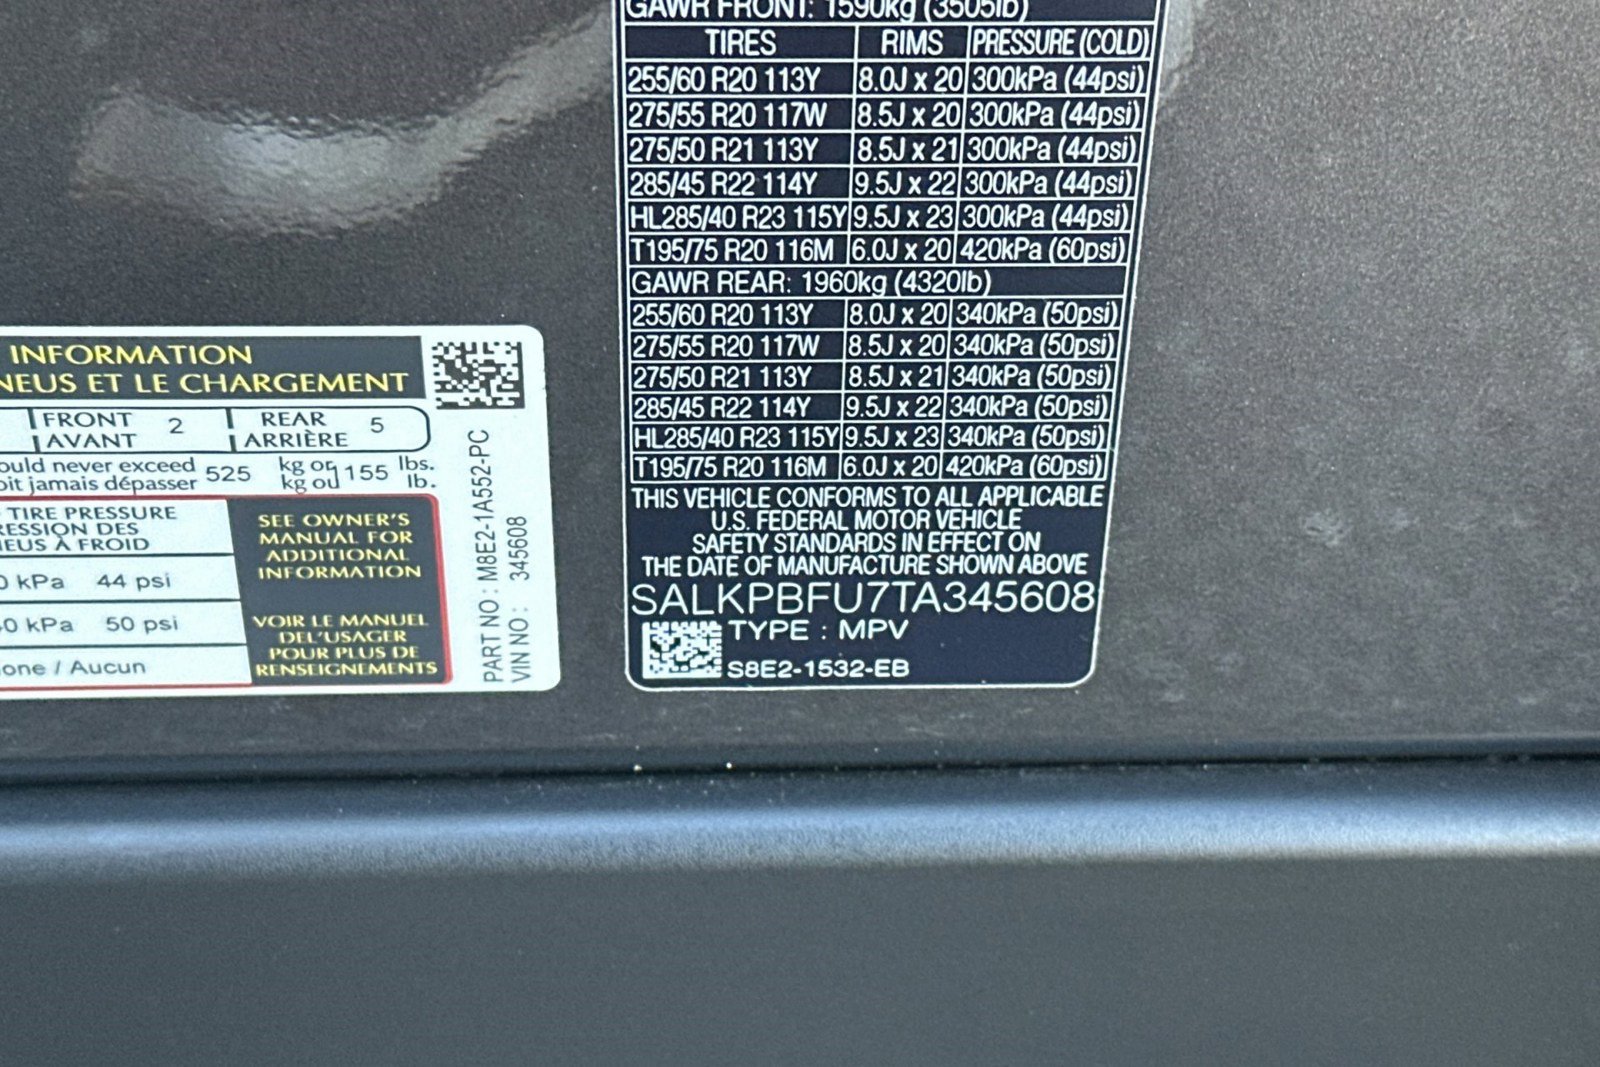 INFORMATION
NEUS ET LE CHARGEMENT
FRONT 2 REAR 5
AVANT ARRIÈRE
ould never exceed 525 kg or 1155 lbs.
oit jamais dépasser kg ou lb.
TIRE PRESSURE
RESSION DES
NEUS À FROID
0 kPa 44 psi
0 kPa 50 psi
one / Aucun
SEE OWNER'S
MANUAL FOR
ADDITIONAL
INFORMATION
VOIR LE MANUEL
DEL'USAGER
POUR PLUS DE
RENSEIGNEMENTS
PART NO : M8E2-1A552-PC
VIN NO : 345608
GAWR FRONT: 1590kg (3505lb)
TIRES RIMS PRESSURE (COLD)
255/60 R20 113Y 8.0J x 20 300kPa (44psi)
275/55 R20 117W 8.5J x 20 300kPa (44psi)
275/50 R21 113Y 8.5J x 21 300kPa (44psi)
285/45 R22 114Y 9.5J x 22 300kPa (44psi)
HL285/40 R23 115Y 9.5J x 23 300kPa (44psi)
T195/75 R20 116M 6.0J x 20 420kPa (60psi)
GAWR REAR: 1960kg (4320lb)
255/60 R20 113Y 8.0J x 20 340kPa (50psi)
275/55 R20 117W 8.5J x 20 340kPa (50psi)
275/50 R21 113Y 8.5J x 21 340kPa (50psi)
285/45 R22 114Y 9.5J x 22 340kPa (50psi)
HL285/40 R23 115Y 9.5J x 23 340kPa (50psi)
T195/75 R20 116M 6.0J x 20 420kPa (60psi)
THIS VEHICLE CONFORMS TO ALL APPLICABLE
U.S. FEDERAL MOTOR VEHICLE
SAFETY STANDARDS IN EFFECT ON
THE DATE OF MANUFACTURE SHOWN ABOVE
SALKPBFU7TA345608
TYPE : MPV
S8E2-1532-EB